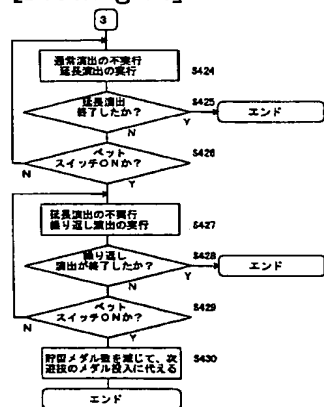 3
通常演出の不実行
延長演出の実行
S424
延長演出
終了したか？
S425
エンド
N
Y
ベット
スイッチONか？
S426
N
Y
延長演出の不実行
繰り返し演出の実行
S427
繰り返し
演出が終了したか？
S428
エンド
N
Y
ベット
スイッチONか？
S429
N
Y
貯留メダル数を減じて、次
遊技のメダル投入に代える
S430
エンド